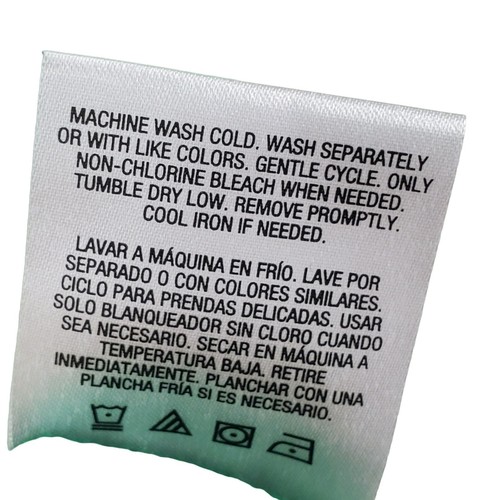 MACHINE WASH COLD. WASH SEPARATELY
OR WITH LIKE COLORS. GENTLE CYCLE. ONLY
NON-CHLORINE BLEACH WHEN NEEDED.
TUMBLE DRY LOW. REMOVE PROMPTLY.
COOL IRON IF NEEDED.
LAVAR A MÁQUINA EN FRÍO. LAVE POR
SEPARADO O CON COLORES SIMILARES.
CICLO PARA PRENDAS DELICADAS. USAR
SOLO BLANQUEADOR SIN CLORO CUANDO
SEA NECESARIO. SECAR EN MÁQUINA A
TEMPERATURA BAJA. RETIRE
INMEDIATAMENTE. PLANCHAR CON UNA
PLANCHA FRÍA SI ES NECESARIO.